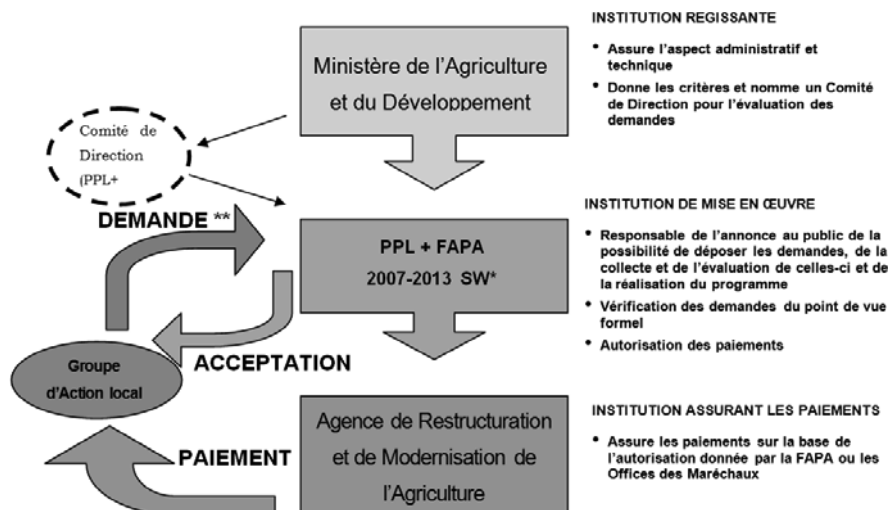 INSTITUTION REGISSANTE
Ministère de l'Agriculture
et du Développement
• Assure l'aspect administratif et
technique
• Donne les critères et nomme un Comité
de Direction pour l'évaluation des
demandes
Comité de
Direction
(PPL+
DEMANDE **
INSTITUTION DE MISE EN ŒUVRE
PPL + FAPA
2007-2013 SW*
• Responsable de l'annonce au public de la
possibilité de déposer les demandes, de la
collecte et de l'évaluation de celles-ci et de
la réalisation du programme
• Vérification des demandes du point de vue
formel
• Autorisation des paiements
ACCEPTATION
Groupe
d'Action local
Agence de Restructuration
et de Modernisation de
l'Agriculture
INSTITUTION ASSURANT LES PAIEMENTS
• Assure les paiements sur la base de
l'autorisation donnée par la FAPA ou les
Offices des Maréchaux
PAIEMENT